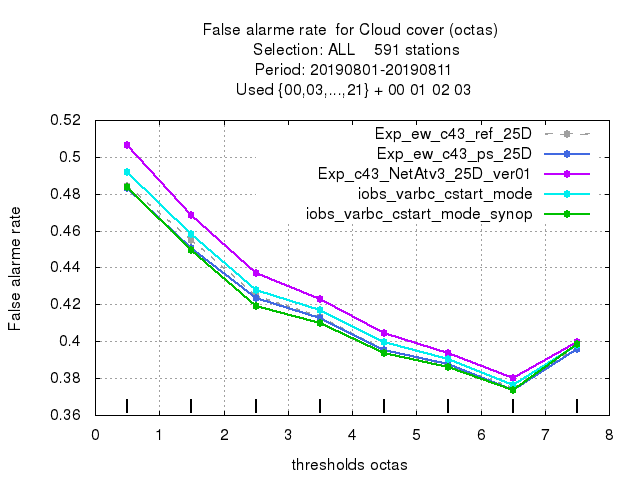 False alarme rate  for Cloud cover (octas)
Selection: ALL    591 stations
Period: 20190801-20190811
Used {00,03,...,21} + 00 01 02 03
Exp_ew_c43_ref_25D
Exp_ew_c43_ps_25D
Exp_c43_NetAtv3_25D_ver01
iobs_varbc_cstart_mode
iobs_varbc_cstart_mode_synop
False alarme rate
0.52
0.5
0.48
0.46
0.44
0.42
0.4
0.38
0.36
0 1 2 3 4 5 6 7 8
thresholds octas